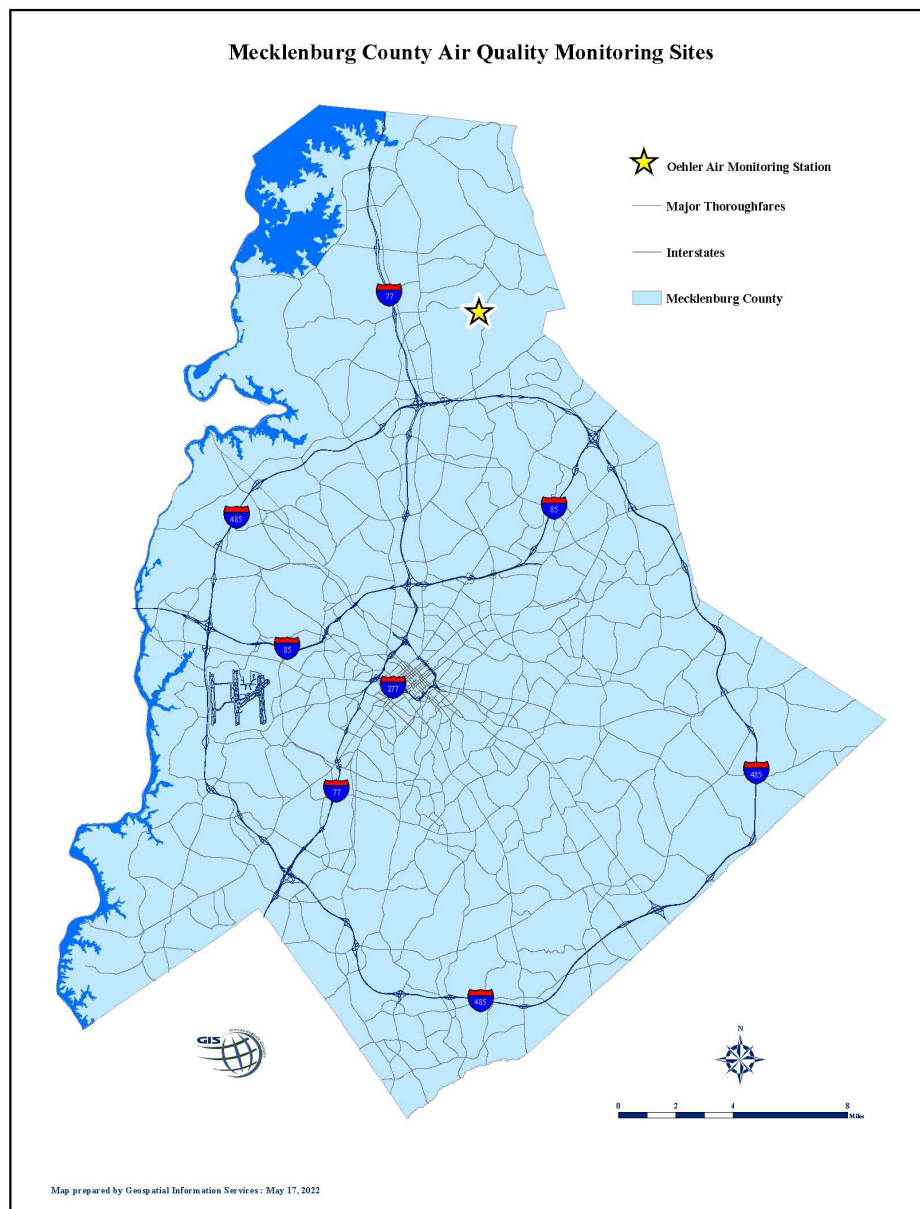 Mecklenburg County Air Quality Monitoring Sites
Oehler Air Monitoring Station
Major Thoroughfares
Interstates
Mecklenburg County
77
485
85
85
277
77
485
485
GIS
N
0 2 4 8
Miles
Map prepared by Geospatial Information Services : May 17, 2022